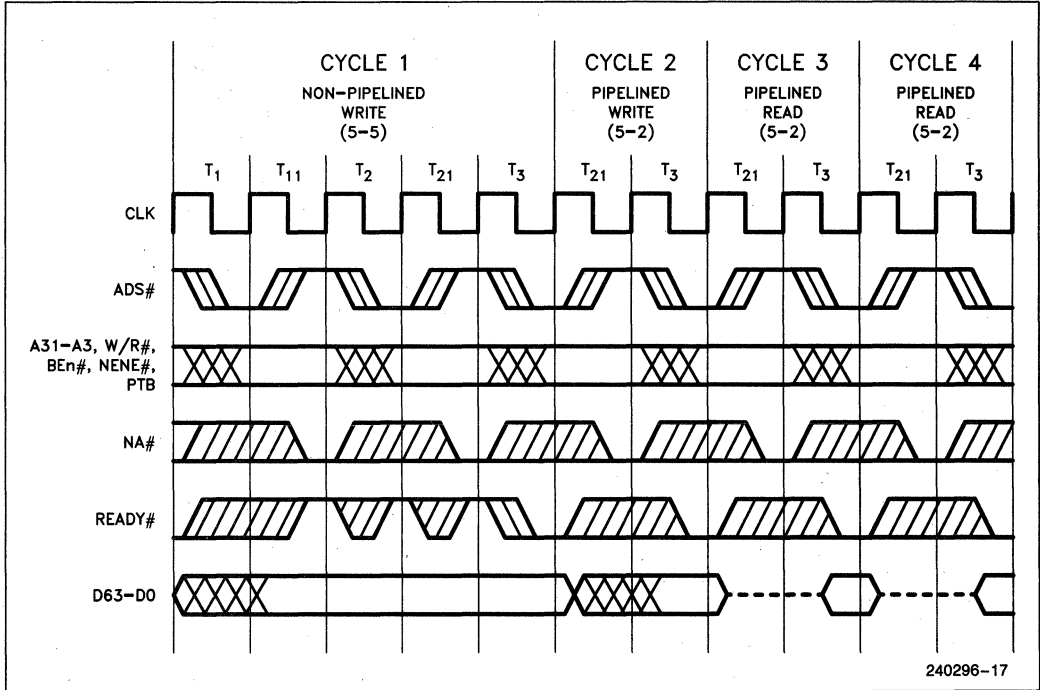 CYCLE 1
NON-PIPELINED
WRITE
(5-5)
CYCLE 2
PIPELINED
WRITE
(5-2)
CYCLE 3
PIPELINED
READ
(5-2)
CYCLE 4
PIPELINED
READ
(5-2)
T1 T11 T2 T21 T3 T21 T3 T21 T3 T21 T3
CLK
ADS#
A31-A3, W/R#,
BEn#, NENE#,
PTB
NA#
READY#
D63-D0
240296-17